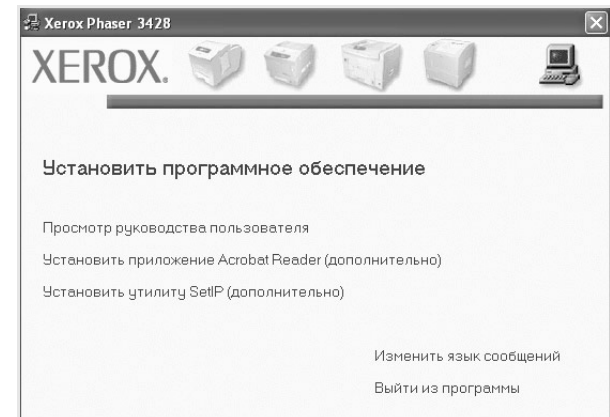 Xerox Phaser 3428
XEROX.
Установить программное обеспечение
Просмотр руководства пользователя
Установить приложение Acrobat Reader (дополнительно)
Установить утилиту SetIP (дополнительно)
Изменить язык сообщений
Выйти из программы